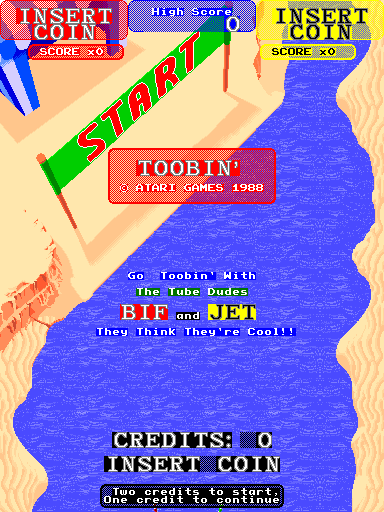 INSERT COIN
SCORE x0
High Score
0
INSERT COIN
SCORE x0
START
TOOBIN'
© ATARI GAMES 1988
Go Toobin' With
The Tube Dudes
BIF and JET
They Think They're Cool!!
CREDITS: 0
INSERT COIN
Two credits to start,
One credit to continue